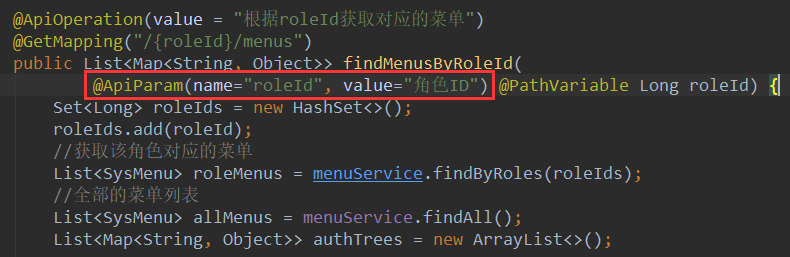 @ApiOperation(value = "根据roleId获取对应的菜单")
@GetMapping("/{roleId}/menus")
public List<Map<String, Object>> findMenusByRoleId(
@ApiParam(name="roleId", value="角色ID") @PathVariable Long roleId) {
Set<Long> roleIds = new HashSet<>();
roleIds.add(roleId);
//获取该角色对应的菜单
List<SysMenu> roleMenus = menuService.findByRoles(roleIds);
//全部的菜单列表
List<SysMenu> allMenus = menuService.findAll();
List<Map<String, Object>> authTrees = new ArrayList<>();